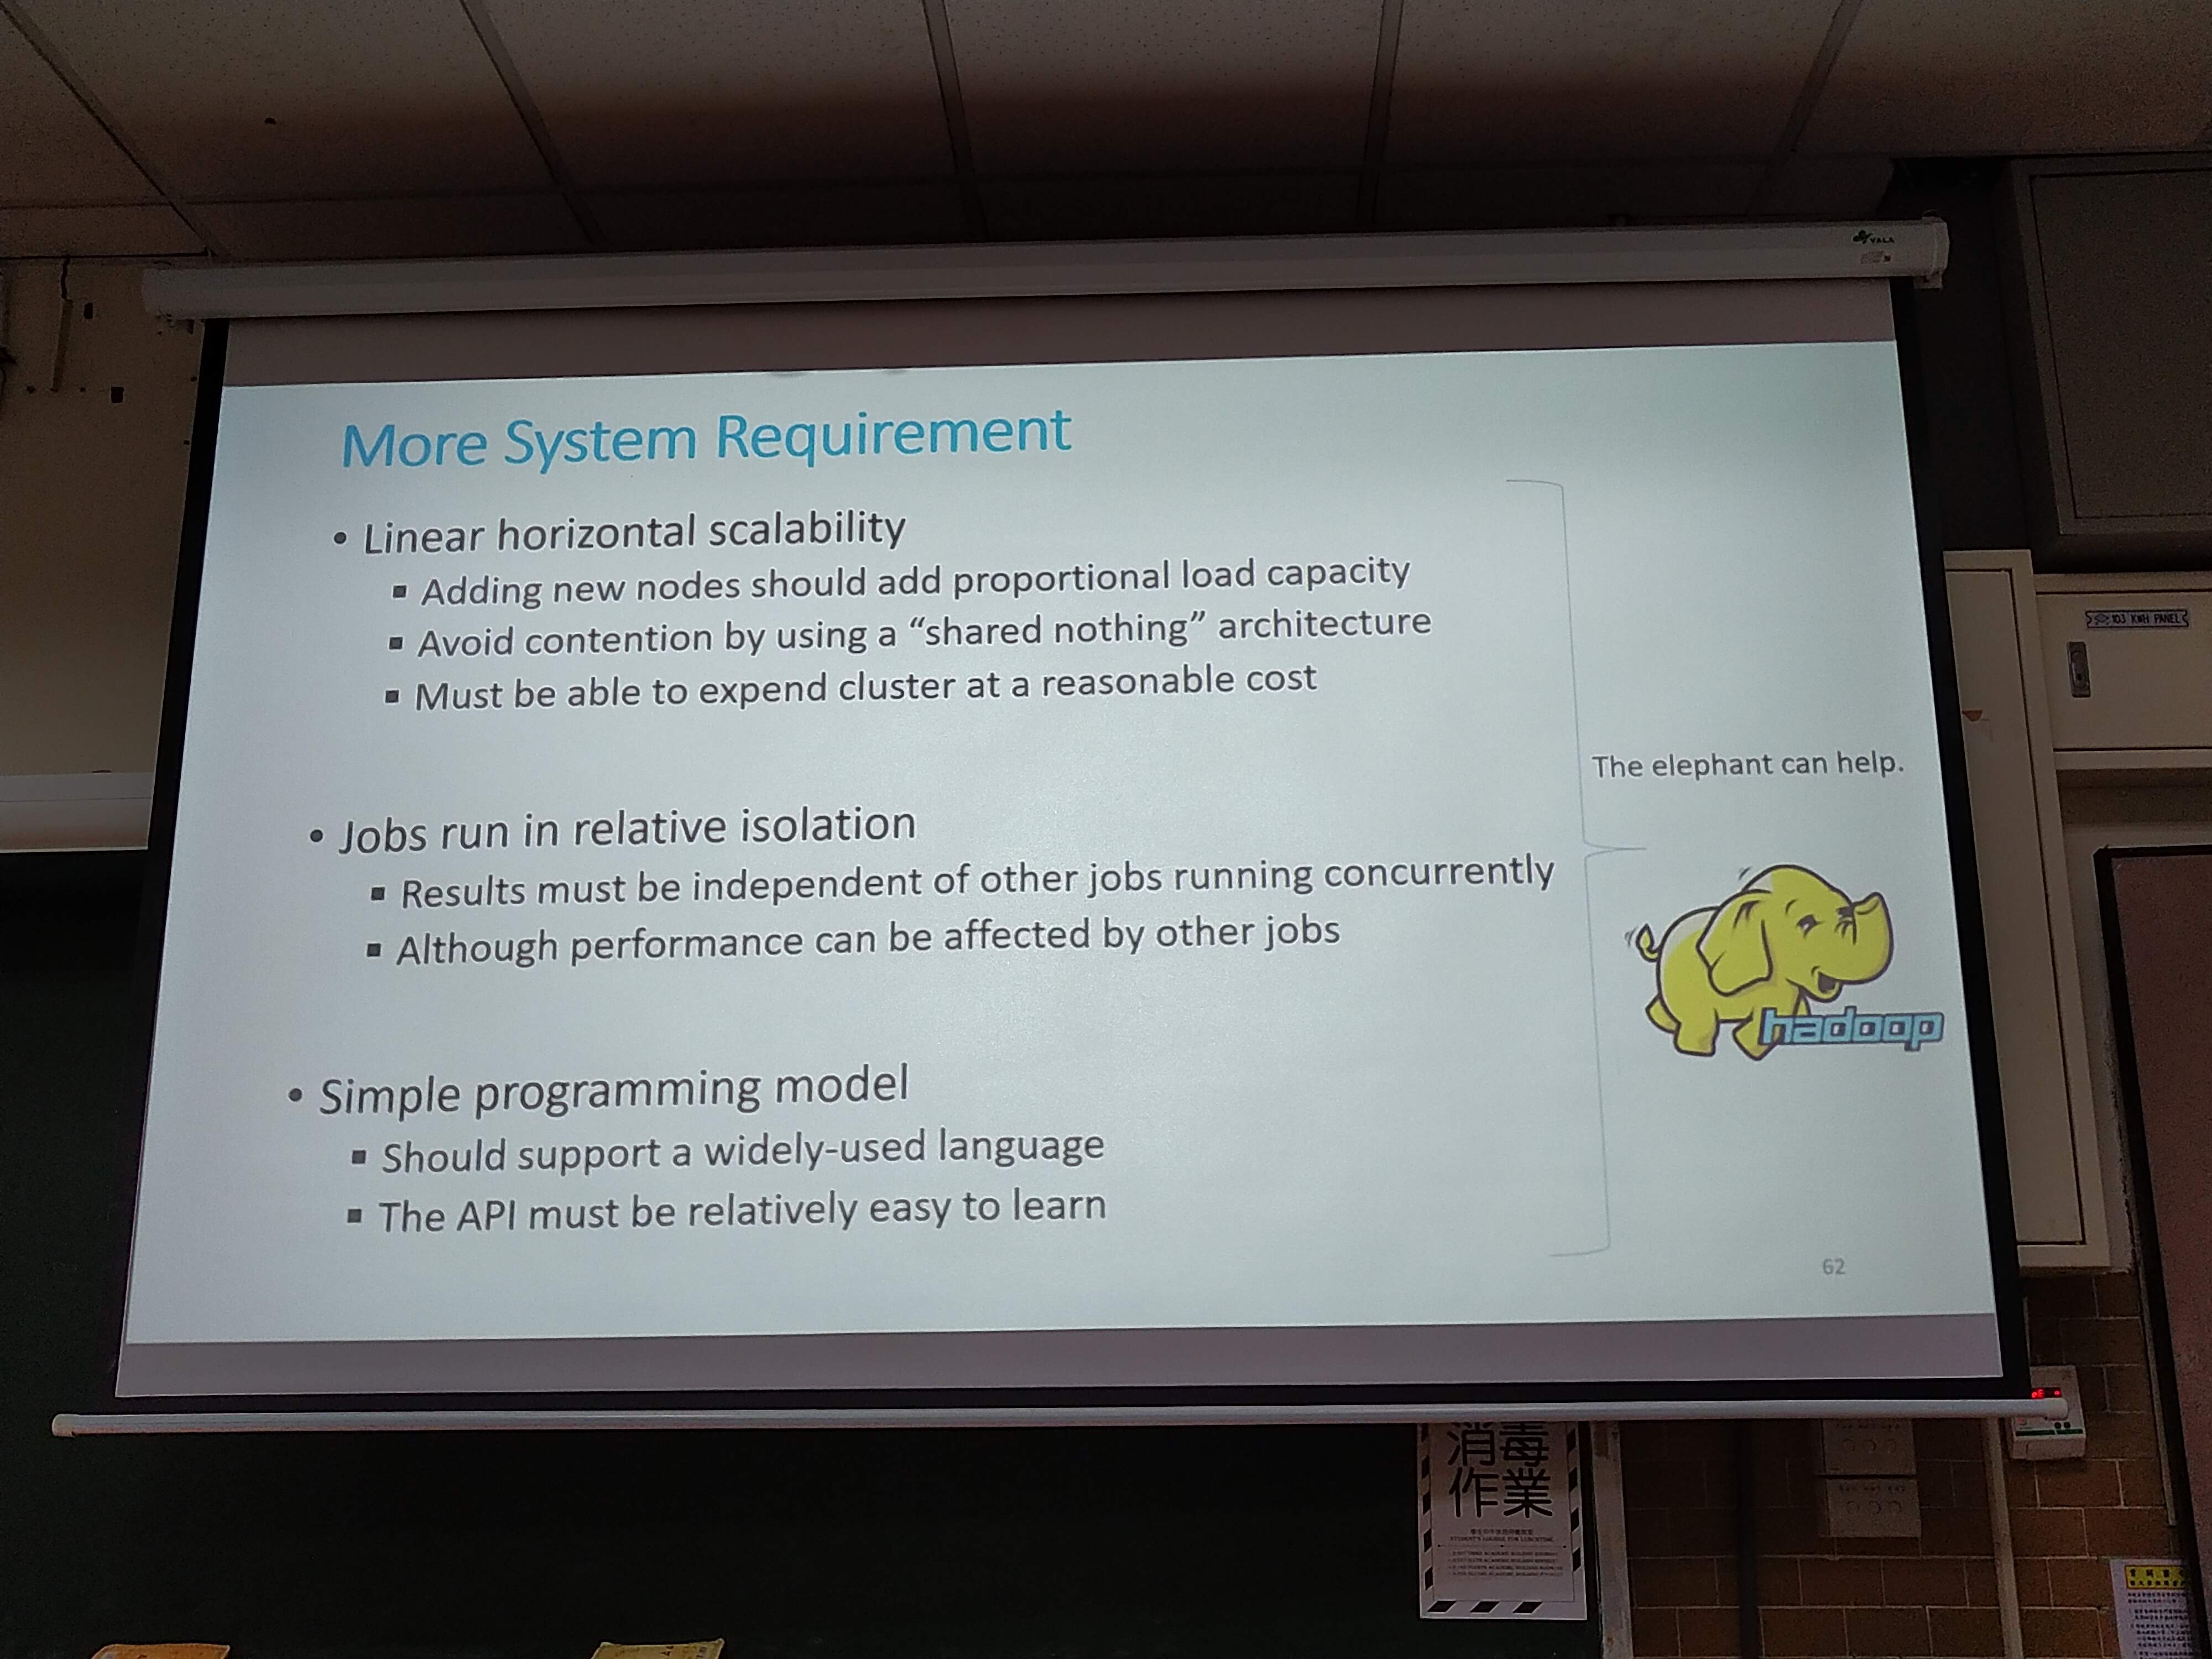 VALA
More System Requirement
• Linear horizontal scalability
▪ Adding new nodes should add proportional load capacity
▪ Avoid contention by using a “shared nothing” architecture
▪ Must be able to expend cluster at a reasonable cost
• Jobs run in relative isolation
▪ Results must be independent of other jobs running concurrently
▪ Although performance can be affected by other jobs
• Simple programming model
▪ Should support a widely-used language
▪ The API must be relatively easy to learn
The elephant can help.
hadoop
62
103 KWH PANEL
消毒
作業